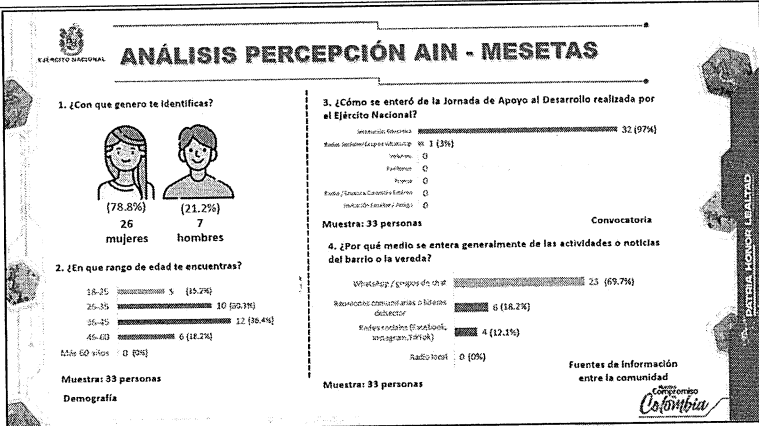 EJÉRCITO NACIONAL
ANÁLISIS PERCEPCIÓN AIN - MESETAS
1. ¿Con que genero te identificas?
(78.8%) (21.2%)
26 7
mujeres hombres
2. ¿En que rango de edad te encuentras?
18-25 5 (15.2%)
26-35 10 (30.3%)
36-45 12 (36.4%)
46-60 6 (18.2%)
Más 60 años 0 (0%)
Muestra: 33 personas
Demografía
3. ¿Cómo se enteró de la Jornada de Apoyo al Desarrollo realizada por
el Ejército Nacional?
32 (97%)
1 (3%)
Volantes 0
0
Prensa 0
0
0
Muestra: 33 personas
Convocatoria
4. ¿Por qué medio se entera generalmente de las actividades o noticias
del barrio o la vereda?
WhatsApp / grupos de chat 23 (69.7%)
Reuniones comunitarias o líderes
del sector 6 (18.2%)
Redes sociales (Facebook,
Instagram, TikTok) 4 (12.1%)
Radio local 0 (0%)
Muestra: 33 personas
Fuentes de Información
entre la comunidad
PATRIA HONOR LEALTAD
Compromiso
Colombia